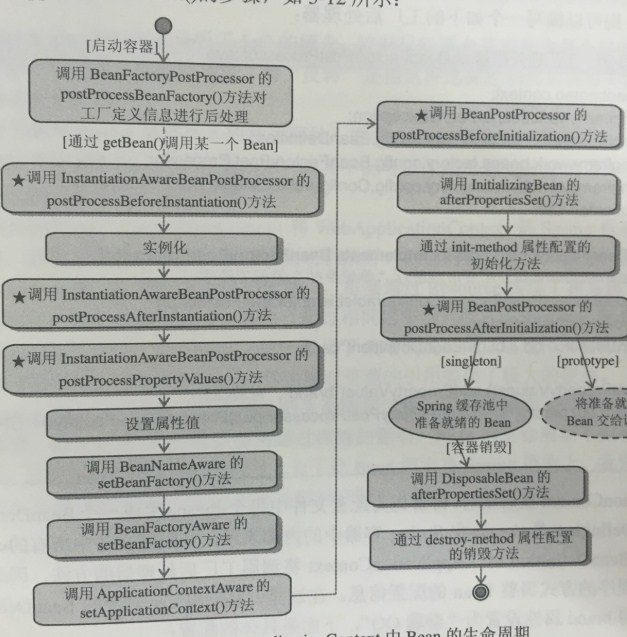 如 3-12 所示：
[启动容器]
调用 BeanFactoryPostProcessor 的
postProcessBeanFactory()方法对
工厂定义信息进行后处理
[通过 getBean()调用某一个 Bean]
★调用 InstantiationAwareBeanPostProcessor 的
postProcessBeforeInstantiation()方法
实例化
★调用 InstantiationAwareBeanPostProcessor 的
postProcessAfterInstantiation()方法
★调用 InstantiationAwareBeanPostProcessor 的
postProcessPropertyValues()方法
设置属性值
调用 BeanNameAware 的
setBeanFactory()方法
调用 BeanFactoryAware 的
setBeanFactory()方法
调用 ApplicationContextAware 的
setApplicationContext()方法
★调用 BeanPostProcessor 的
postProcessBeforeInitialization()方法
调用 InitializingBean 的
afterPropertiesSet()方法
通过 init-method 属性配置的
初始化方法
★调用 BeanPostProcessor 的
postProcessAfterInitialization()方法
[singleton]
[prototype]
Spring 缓存池中
准备就绪的 Bean
将准备就
Bean 交给
[容器销毁]
调用 DisposableBean 的
afterPropertiesSet()方法
通过 destroy-method 属性配置
的销毁方法
Context 中 Bean 的生命周期